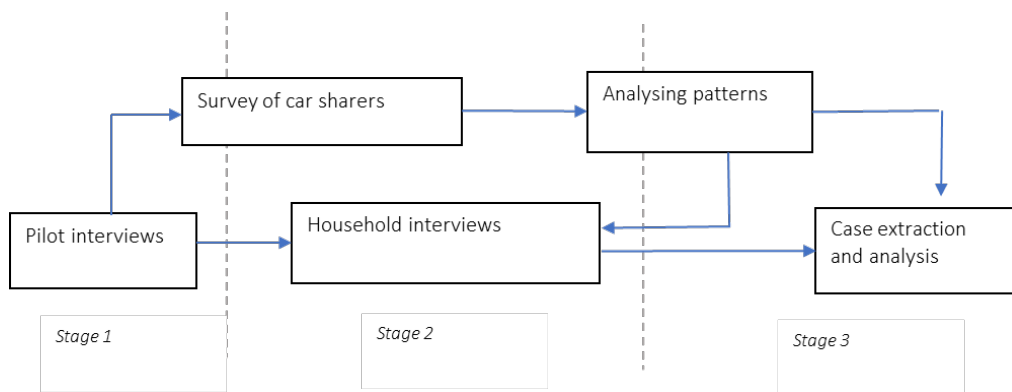 Survey of car sharers
Analysing patterns
Pilot interviews
Household interviews
Case extraction
and analysis
Stage 1
Stage 2
Stage 3